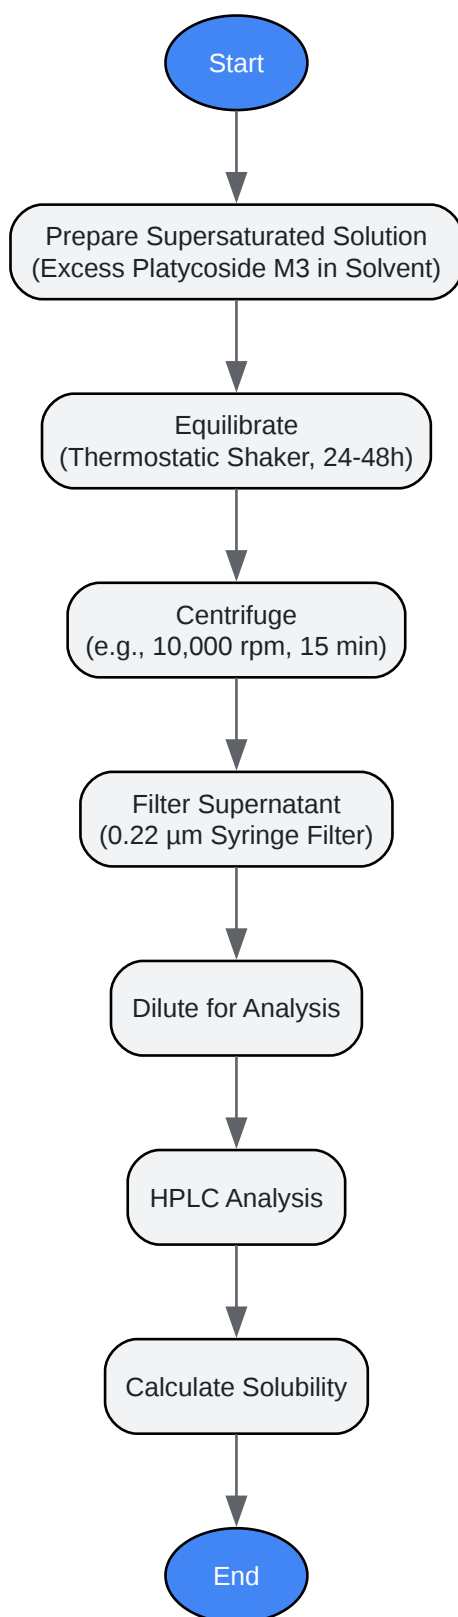 Start
Prepare Supersaturated Solution
(Excess Platycoside M3 in Solvent)
Equilibrate
(Thermostatic Shaker, 24-48h)
Centrifuge
(e.g., 10,000 rpm, 15 min)
Filter Supernatant
(0.22 µm Syringe Filter)
Dilute for Analysis
HPLC Analysis
Calculate Solubility
End